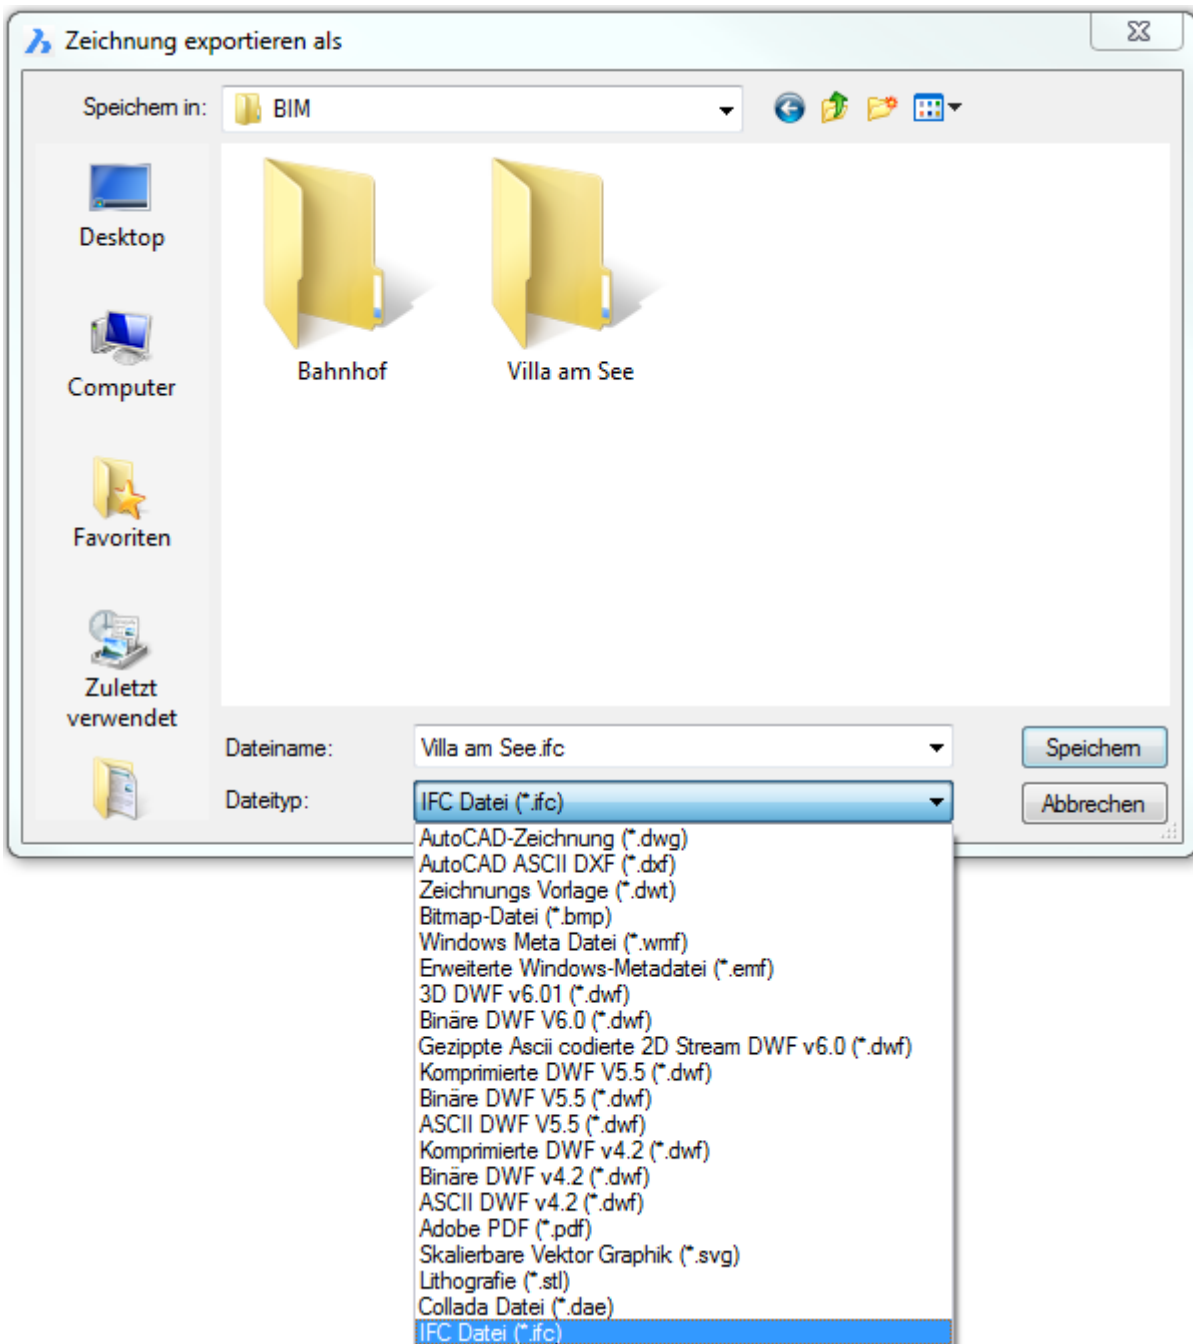 Zeichnung exportieren als
Speichern in:
BIM
Desktop
Computer
Favoriten
Zuletzt
verwendet
Bahnhof
Villa am See
Dateiname:
Villa am See.ifc
Speichern
Dateityp:
IFC Datei (*.ifc)
Abbrechen
AutoCAD-Zeichnung (*.dwg)
AutoCAD ASCII DXF (*.dxf)
Zeichnungs Vorlage (*.dwt)
Bitmap-Datei (*.bmp)
Windows Meta Datei (*.wmf)
Erweiterte Windows-Metadatei (*.emf)
3D DWF v6.01 (*.dwf)
Binäre DWF V6.0 (*.dwf)
Gezippte Ascii codierte 2D Stream DWF v6.0 (*.dwf)
Komprimierte DWF V5.5 (*.dwf)
Binäre DWF V5.5 (*.dwf)
ASCII DWF V5.5 (*.dwf)
Komprimierte DWF v4.2 (*.dwf)
Binäre DWF v4.2 (*.dwf)
ASCII DWF v4.2 (*.dwf)
Adobe PDF (*.pdf)
Skalierbare Vektor Graphik (*.svg)
Lithografie (*.stl)
Collada Datei (*.dae)
IFC Datei (*.ifc)